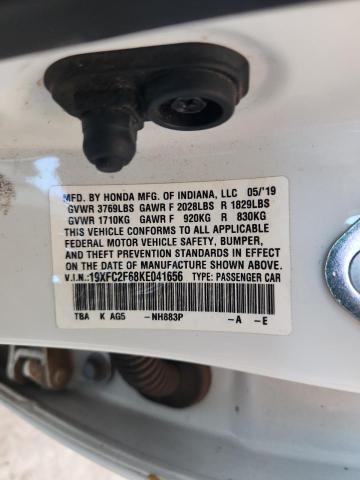 MFD. BY HONDA MFG. OF INDIANA, LLC 05/'19
GVWR 3769LBS GAWR F 2028LBS R 1829LBS
GVWR 1710KG GAWR F 920KG R 830KG
THIS VEHICLE CONFORMS TO ALL APPLICABLE
FEDERAL MOTOR VEHICLE SAFETY, BUMPER,
AND THEFT PREVENTION STANDARDS IN EFFECT
ON THE DATE OF MANUFACTURE SHOWN ABOVE.
V.I.N.:19XFC2F68KE041656 TYPE: PASSENGER CAR
TBA K AG5 -NH883P -A -E